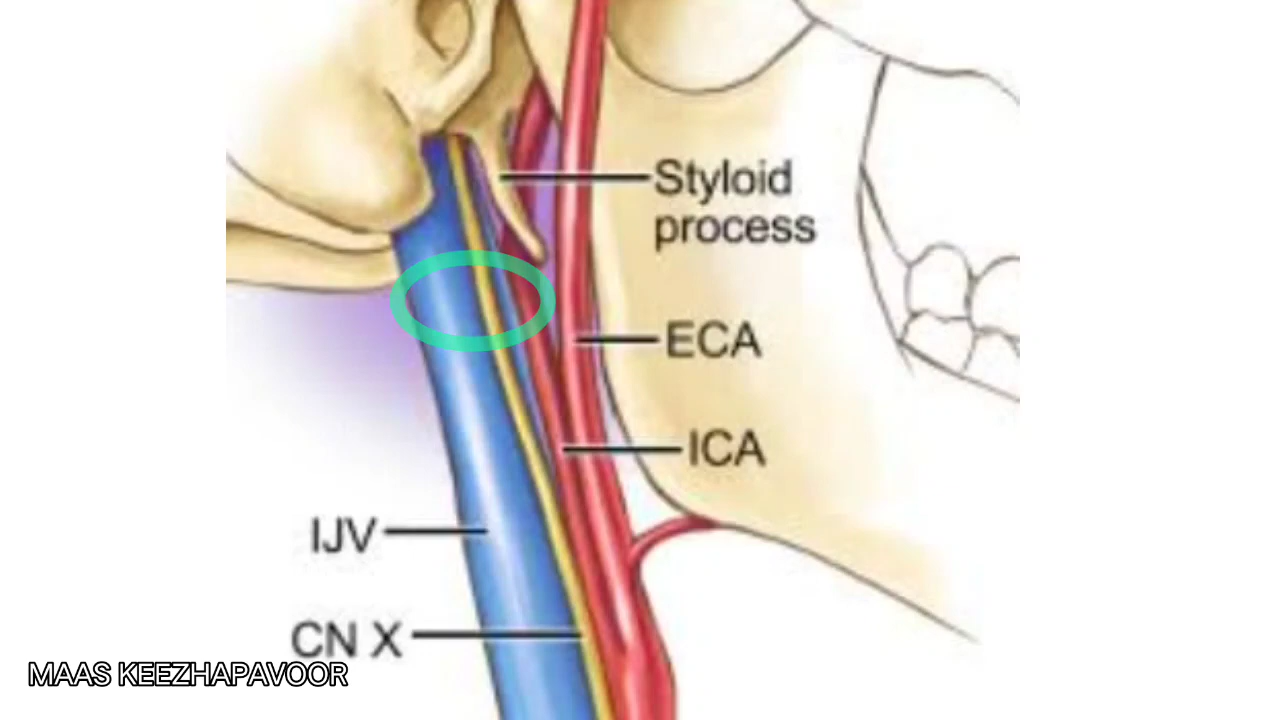 Styloid
process
ECA
ICA
IJV
CN X
MAAS KEEZHAPAVOOR